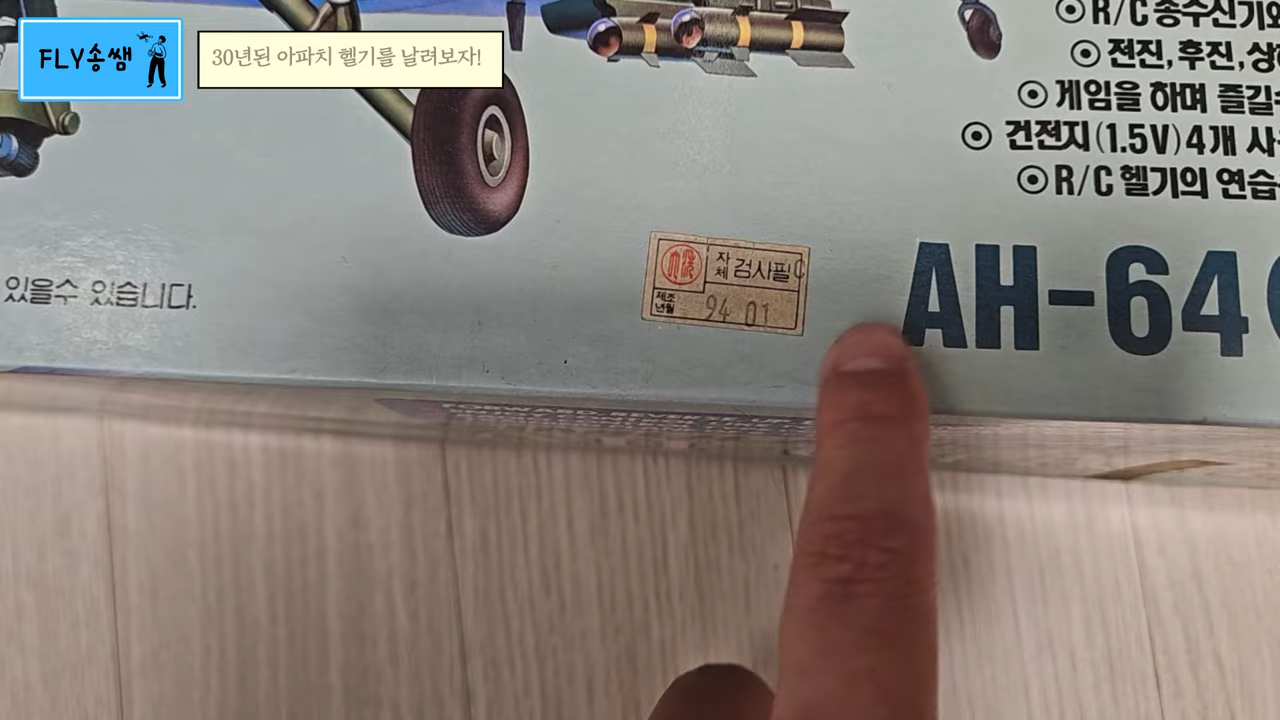 FLY송쌤
30년된 아파치 헬기를 날려보자!
⊙ R/C 송수신기와
⊙ 전진, 후진, 상하
⊙ 게임을 하며 즐길수
⊙ 건전지(1.5V)4개 사용
⊙ R/C 헬기의 연습
자체 검사필
제조년월 94 01
AH-64
있을수 있습니다.